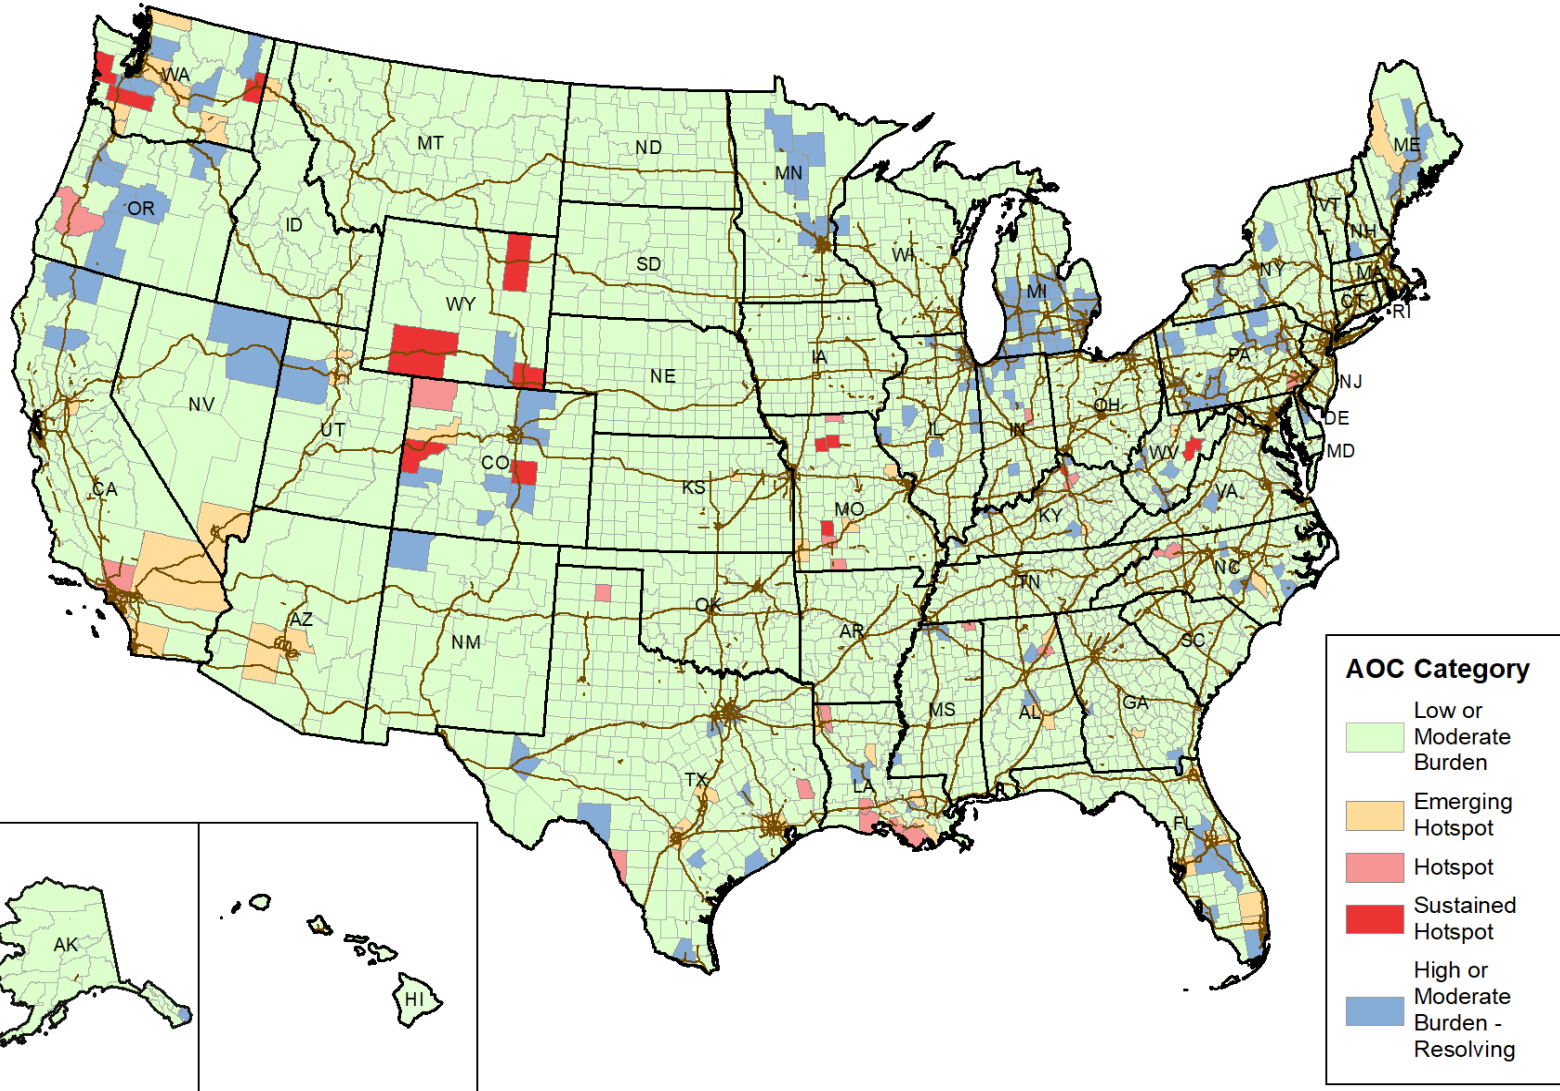 WA
MT
ND
MN
ME
OR
ID
SD
WI
MI
VT
NH
NY
MA
CT
RI
WY
IA
NE
PA
NJ
NV
UT
CO
IL
IN
OH
DE
MD
WV
CA
KS
MO
KY
VA
AZ
NM
OK
AR
TN
NC
SC
MS
AL
GA
TX
LA
FL
AK
HI
AOC Category
Low or
Moderate
Burden
Emerging
Hotspot
Hotspot
Sustained
Hotspot
High or
Moderate
Burden -
Resolving